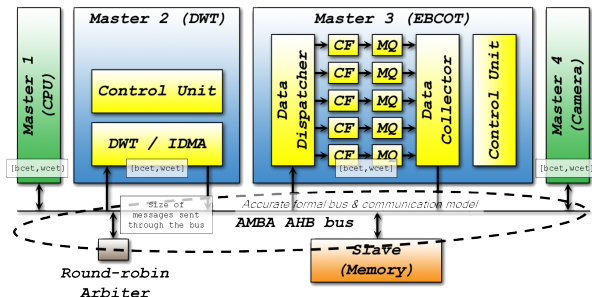 Master 1
(CPU)
[bcet,wcet]
Master 2 (DWT)
Control Unit
DWT / IDMA
[bcet,wcet]
Master 3 (EBCOT)
Data
Dispatcher
CF MQ
CF MQ
CF MQ
CF MQ
CF MQ
Data
Collector
Control Unit
[bcet,wcet]
Master 4
(Camera)
[bcet,wcet]
Size of
messages sent
through the bus
Accurate formal bus & communication model
AMBA AHB bus
Round-robin
Arbiter
Slave
(Memory)